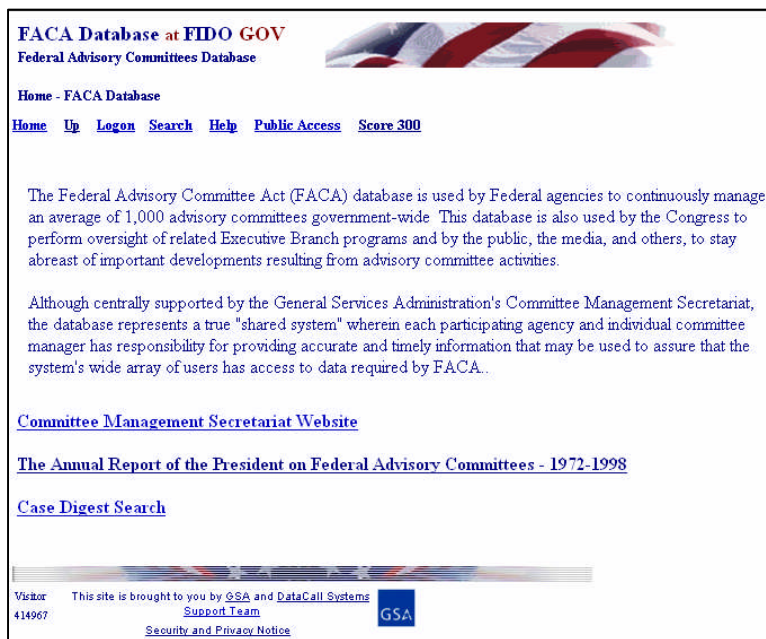 FACA Database at FIDO GOV
Federal Advisory Committees Database
Home - FACA Database
Home Up Logon Search Help Public Access Score 300
The Federal Advisory Committee Act (FACA) database is used by Federal agencies to continuously manage
an average of 1,000 advisory committees government-wide This database is also used by the Congress to
perform oversight of related Executive Branch programs and by the public, the media, and others, to stay
abreast of important developments resulting from advisory committee activities.
Although centrally supported by the General Services Administration's Committee Management Secretariat,
the database represents a true "shared system" wherein each participating agency and individual committee
manager has responsibility for providing accurate and timely information that may be used to assure that the
system's wide array of users has access to data required by FACA..
Committee Management Secretariat Website
The Annual Report of the President on Federal Advisory Committees - 1972-1998
Case Digest Search
Visitor
414967
This site is brought to you by GSA and DataCall Systems
Support Team
Security and Privacy Notice
GSA